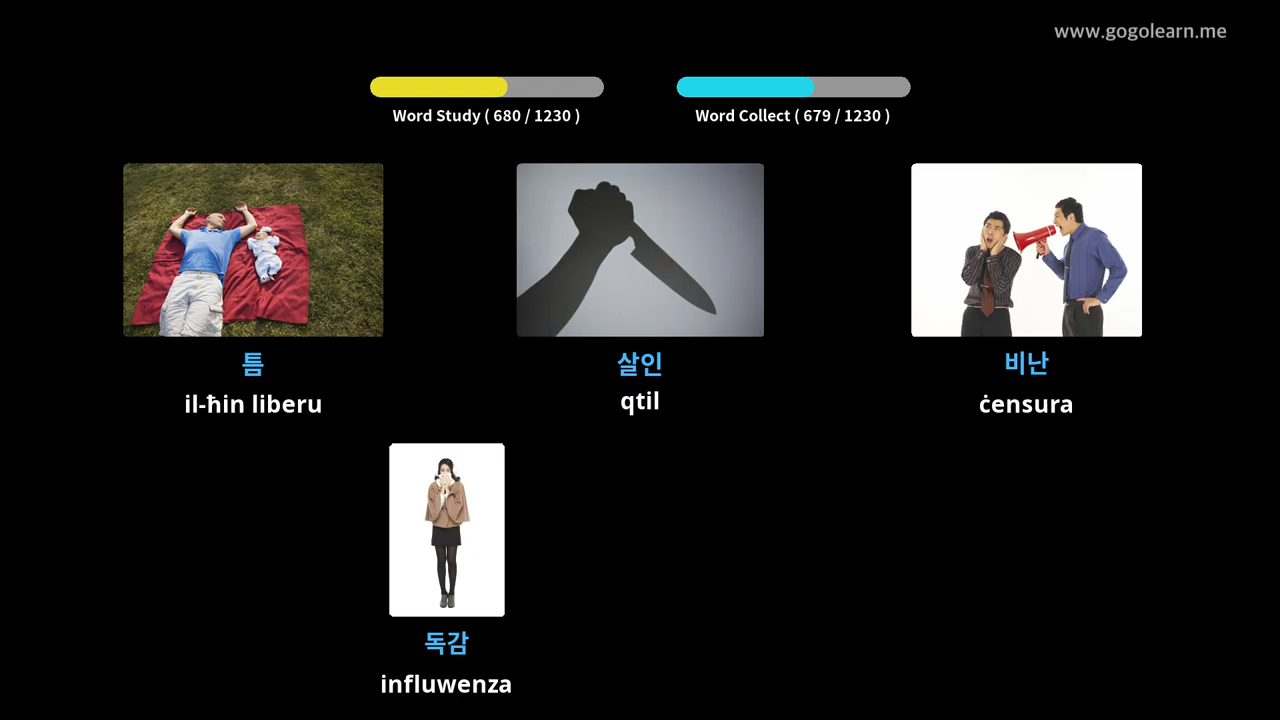 www.gogolearn.me
Word Study ( 680 / 1230 )
Word Collect ( 679 / 1230 )
틈
il-ħin liberu
살인
qtil
비난
ċensura
독감
influwenza